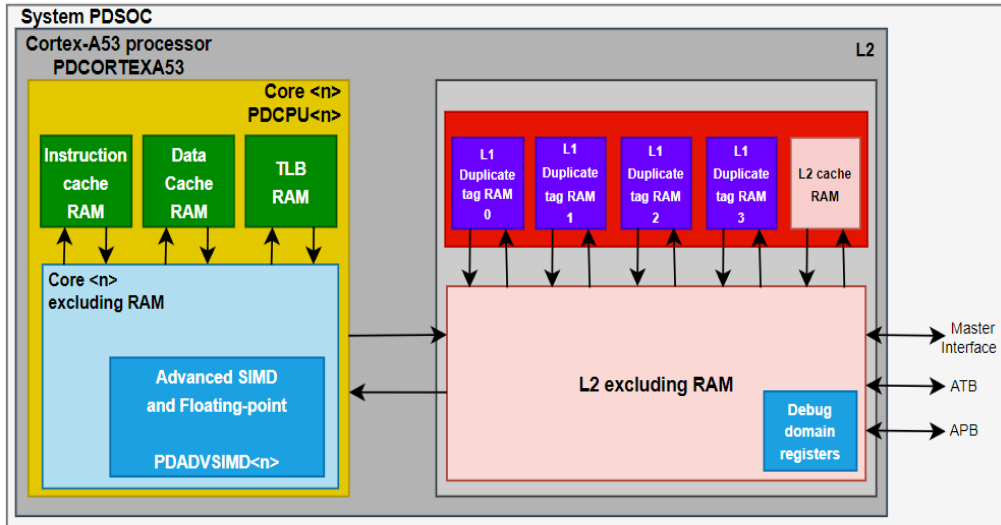 System PDSOC
Cortex-A53 processor
PDCORTEXA53
L2
Core <n>
PDCPU<n>
Instruction
cache
RAM
Data
Cache
RAM
TLB
RAM
L1
Duplicate
tag RAM
0
L1
Duplicate
tag RAM
1
L1
Duplicate
tag RAM
2
L1
Duplicate
tag RAM
3
L2 cache
RAM
Core <n>
excluding RAM
Advanced SIMD
and Floating-point
PDADVSIMD<n>
L2 excluding RAM
Debug
domain
registers
Master
Interface
ATB
APB